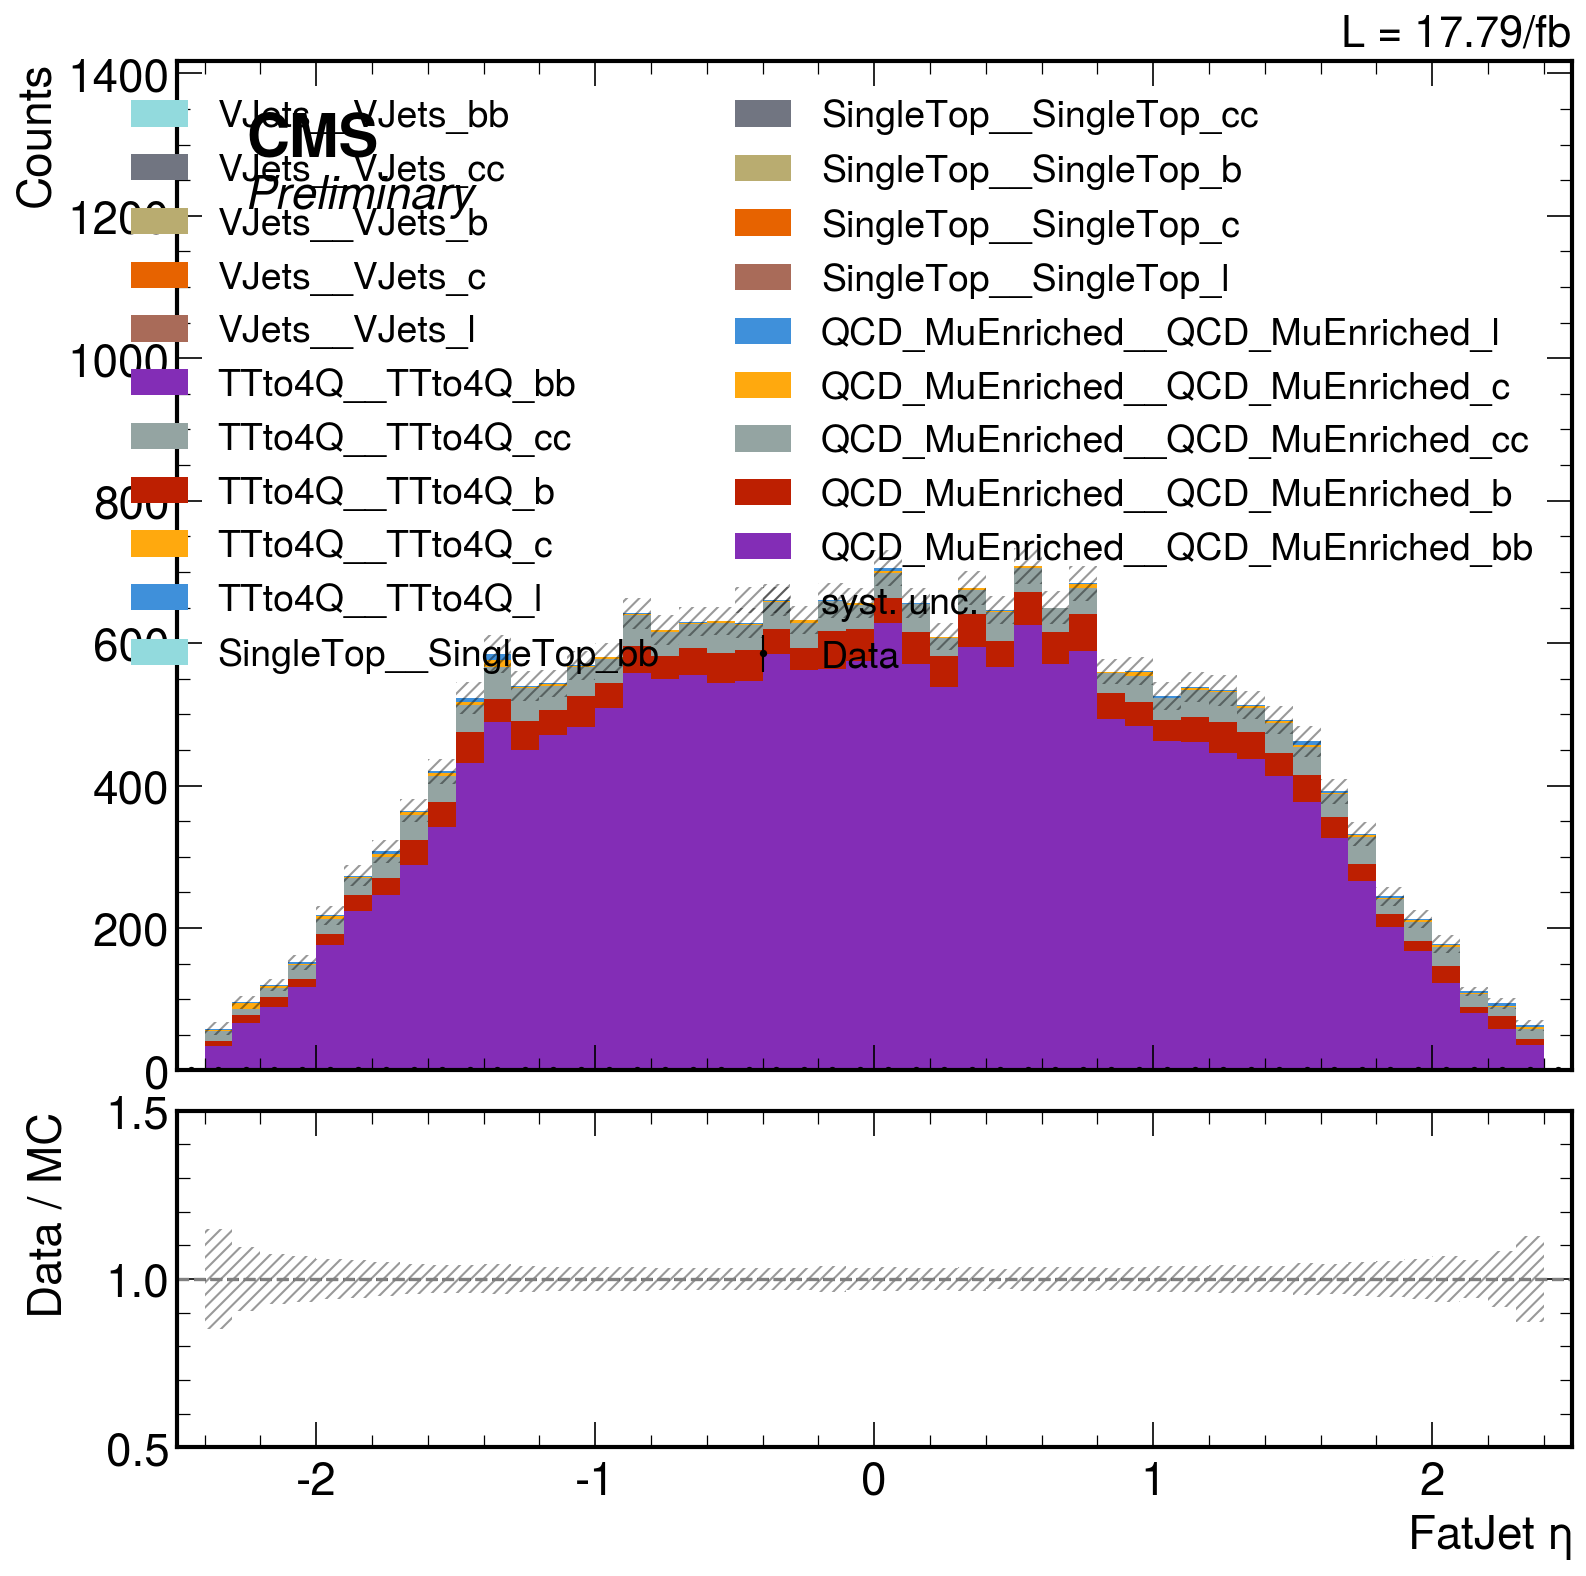 L = 17.79/fb
Counts
1400
1200
1000
800
600
400
200
0
CMS
Preliminary
VJets__VJets_bb
VJets__VJets_cc
VJets__VJets_b
VJets__VJets_c
VJets__VJets_l
TTto4Q__TTto4Q_bb
TTto4Q__TTto4Q_cc
TTto4Q__TTto4Q_b
TTto4Q__TTto4Q_c
TTto4Q__TTto4Q_l
SingleTop__SingleTop_bb
SingleTop__SingleTop_cc
SingleTop__SingleTop_b
SingleTop__SingleTop_c
SingleTop__SingleTop_l
QCD_MuEnriched__QCD_MuEnriched_l
QCD_MuEnriched__QCD_MuEnriched_c
QCD_MuEnriched__QCD_MuEnriched_cc
QCD_MuEnriched__QCD_MuEnriched_b
QCD_MuEnriched__QCD_MuEnriched_bb
syst. unc.
Data
Data / MC
1.5
1.0
0.5
-2 -1 0 1 2
FatJet η